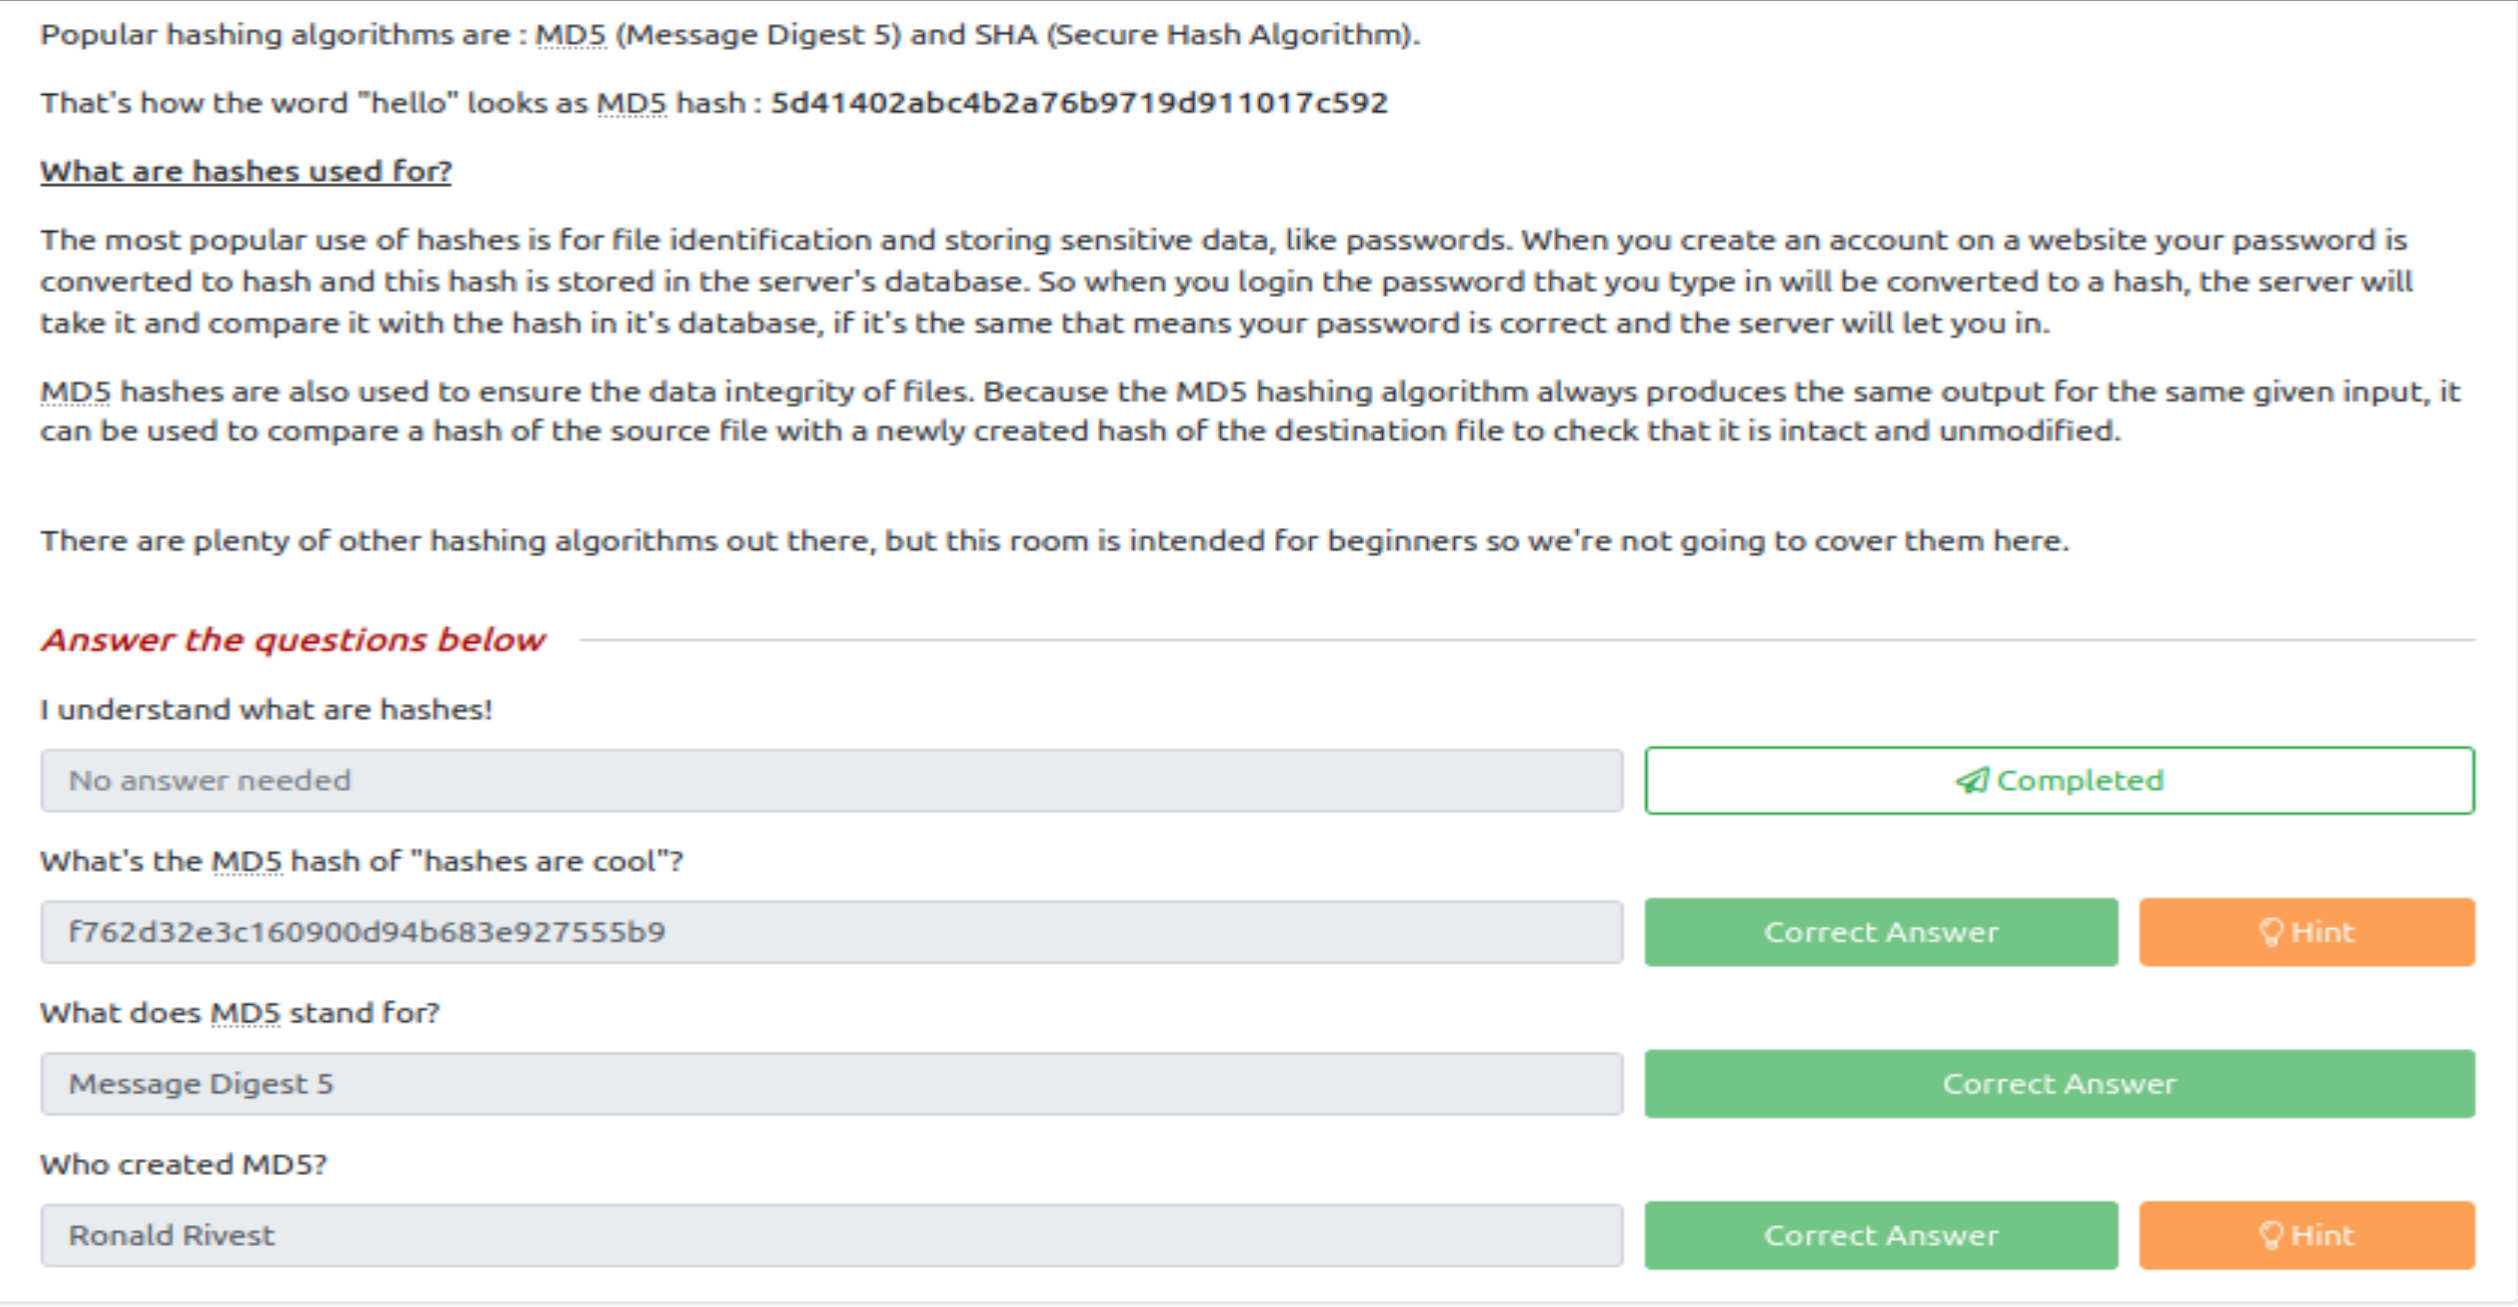 Popular hashing algorithms are : MD5 (Message Digest 5) and SHA (Secure Hash Algorithm).
That's how the word "hello" looks as MD5 hash : 5d41402abc4b2a76b9719d911017c592
What are hashes used for?
The most popular use of hashes is for file identification and storing sensitive data, like passwords. When you create an account on a website your password is
converted to hash and this hash is stored in the server's database. So when you login the password that you type in will be converted to a hash, the server will
take it and compare it with the hash in it's database, if it's the same that means your password is correct and the server will let you in.
MD5 hashes are also used to ensure the data integrity of files. Because the MD5 hashing algorithm always produces the same output for the same given input, it
can be used to compare a hash of the source file with a newly created hash of the destination file to check that it is intact and unmodified.
There are plenty of other hashing algorithms out there, but this room is intended for beginners so we're not going to cover them here.
Answer the questions below
I understand what are hashes!
No answer needed
Completed
What's the MD5 hash of "hashes are cool"?
f762d32e3c160900d94b683e927555b9
Correct Answer
Hint
What does MD5 stand for?
Message Digest 5
Correct Answer
Who created MD5?
Ronald Rivest
Correct Answer
Hint